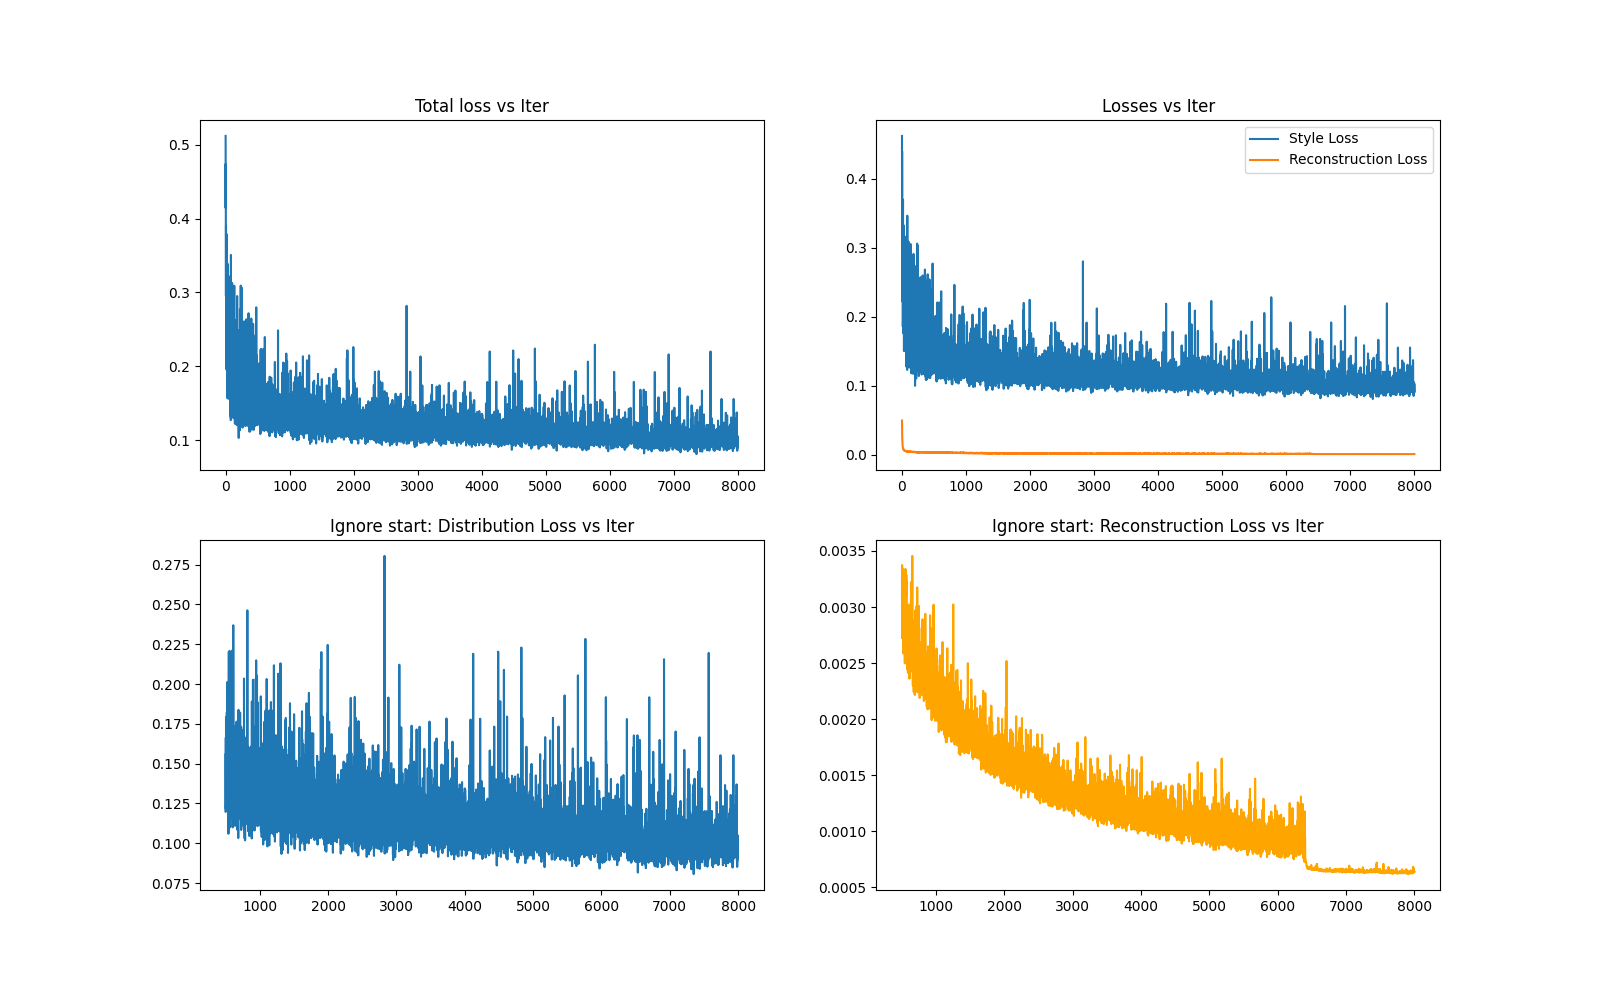 Total loss vs Iter
0.5
0.4
0.3
0.2
0.1
0 1000 2000 3000 4000 5000 6000 7000 8000
Losses vs Iter
Style Loss
Reconstruction Loss
0.4
0.3
0.2
0.1
0.0
0 1000 2000 3000 4000 5000 6000 7000 8000
Ignore start: Distribution Loss vs Iter
0.275
0.250
0.225
0.200
0.175
0.150
0.125
0.100
0.075
1000 2000 3000 4000 5000 6000 7000 8000
Ignore start: Reconstruction Loss vs Iter
0.0035
0.0030
0.0025
0.0020
0.0015
0.0010
0.0005
1000 2000 3000 4000 5000 6000 7000 8000